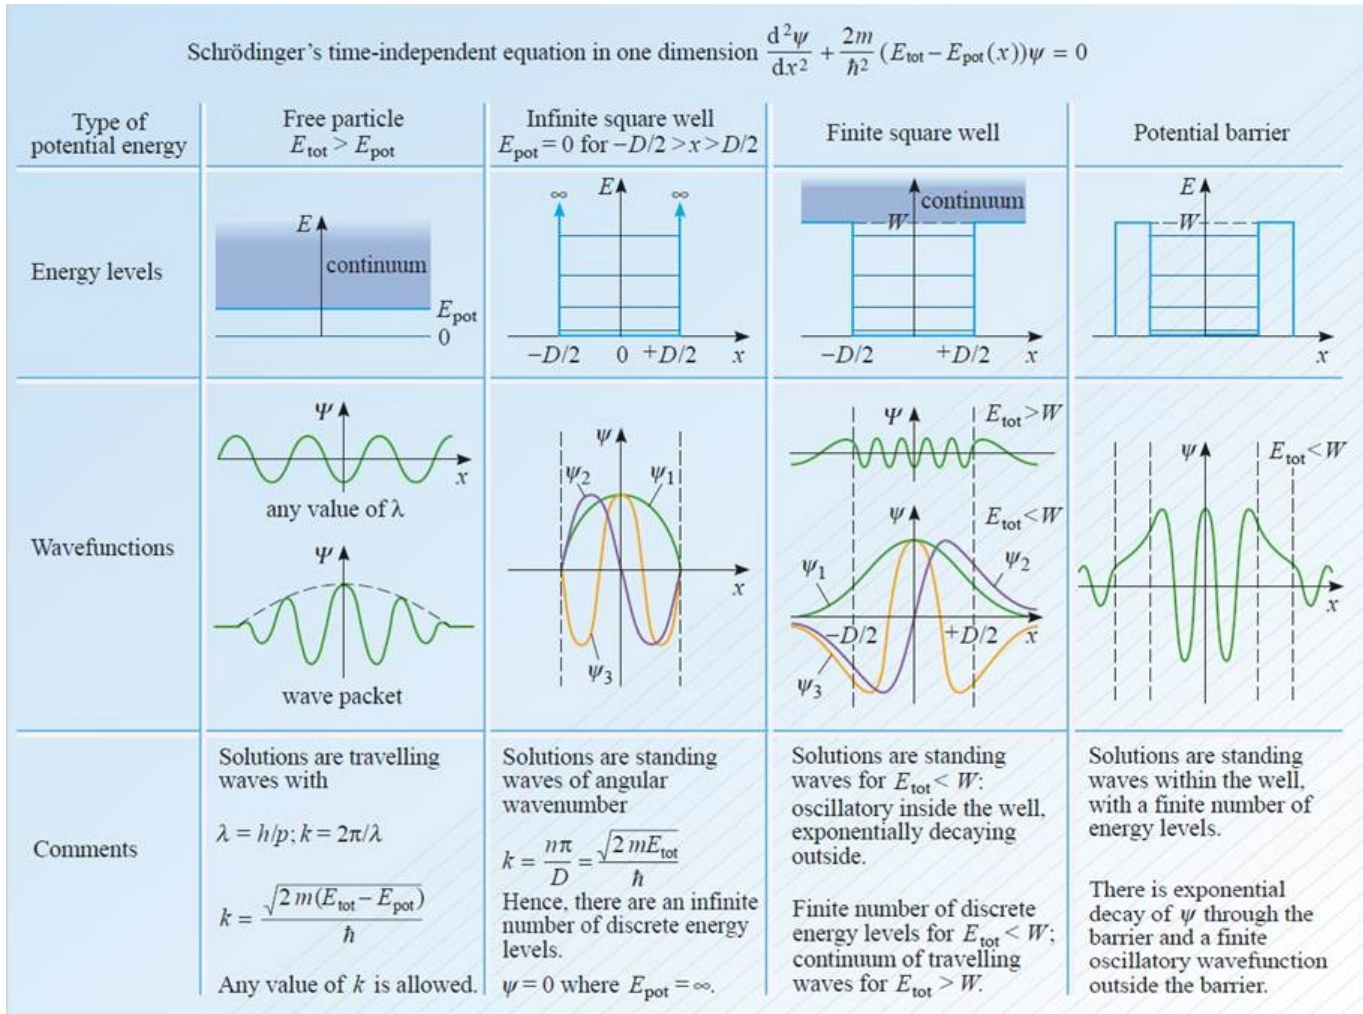 Schrödinger's time-independent equation in one dimension d²ψ/dx² + 2m/ħ² (E_tot – E_pot(x))ψ = 0
Type of
potential energy
Free particle
E_tot > E_pot
Infinite square well
E_pot = 0 for –D/2 > x > D/2
Finite square well
Potential barrier
Energy levels
E
continuum
E_pot
0
∞
E
∞
–D/2
0
+D/2
x
continuum
W
–D/2
+D/2
x
E
W
x
Wavefunctions
Ψ
x
any value of λ
Ψ
wave packet
ψ
ψ₂
ψ₁
x
ψ₃
Ψ
E_tot > W
ψ
E_tot < W
ψ₁
ψ₂
–D/2
+D/2
x
ψ₃
ψ
E_tot < W
x
Comments
Solutions are travelling
waves with
λ = h/p; k = 2π/λ
k = √2m(E_tot – E_pot)/ħ
Any value of k is allowed.
Solutions are standing
waves of angular
wavenumber
k = nπ/D = √2mE_tot/ħ
Hence, there are an infinite
number of discrete energy
levels.
ψ = 0 where E_pot = ∞.
Solutions are standing
waves for E_tot < W:
oscillatory inside the well,
exponentially decaying
outside.
Finite number of discrete
energy levels for E_tot < W;
continuum of travelling
waves for E_tot > W.
Solutions are standing
waves within the well,
with a finite number of
energy levels.
There is exponential
decay of ψ through the
barrier and a finite
oscillatory wavefunction
outside the barrier.